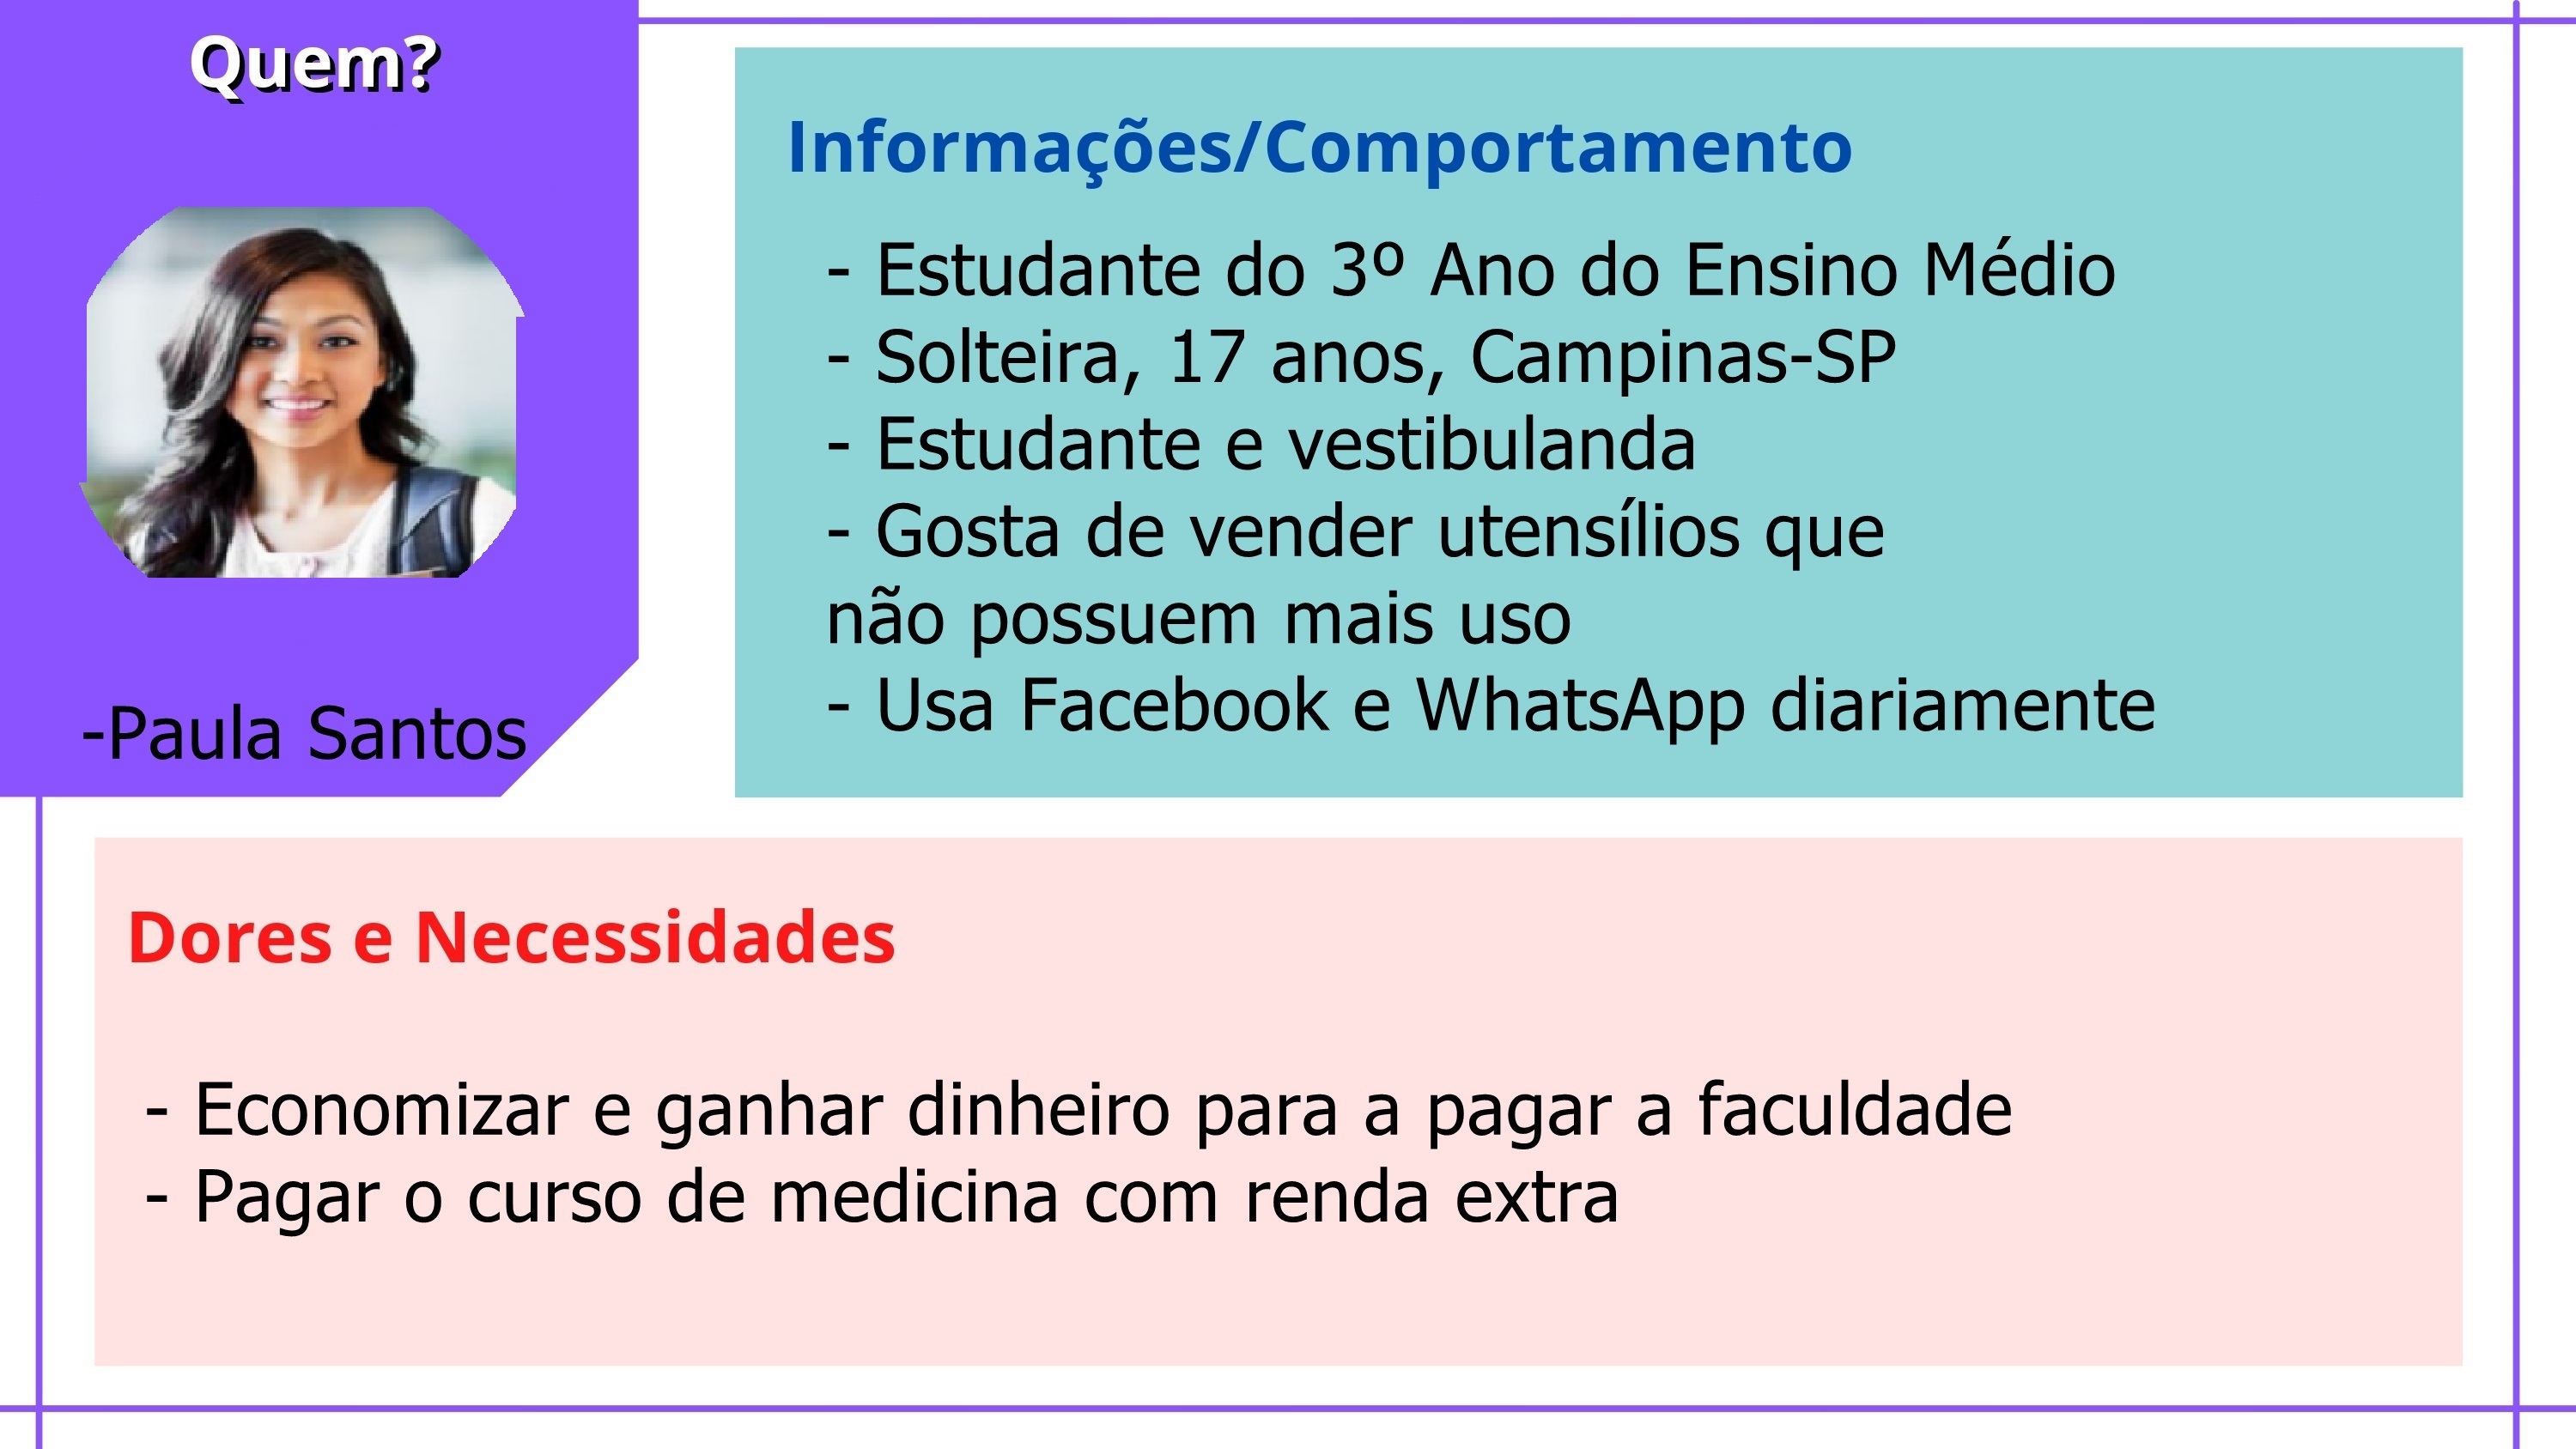 Quem?
-Paula Santos
Informações/Comportamento
- Estudante do 3º Ano do Ensino Médio
- Solteira, 17 anos, Campinas-SP
- Estudante e vestibulanda
- Gosta de vender utensílios que
não possuem mais uso
- Usa Facebook e WhatsApp diariamente
Dores e Necessidades
- Economizar e ganhar dinheiro para a pagar a faculdade
- Pagar o curso de medicina com renda extra